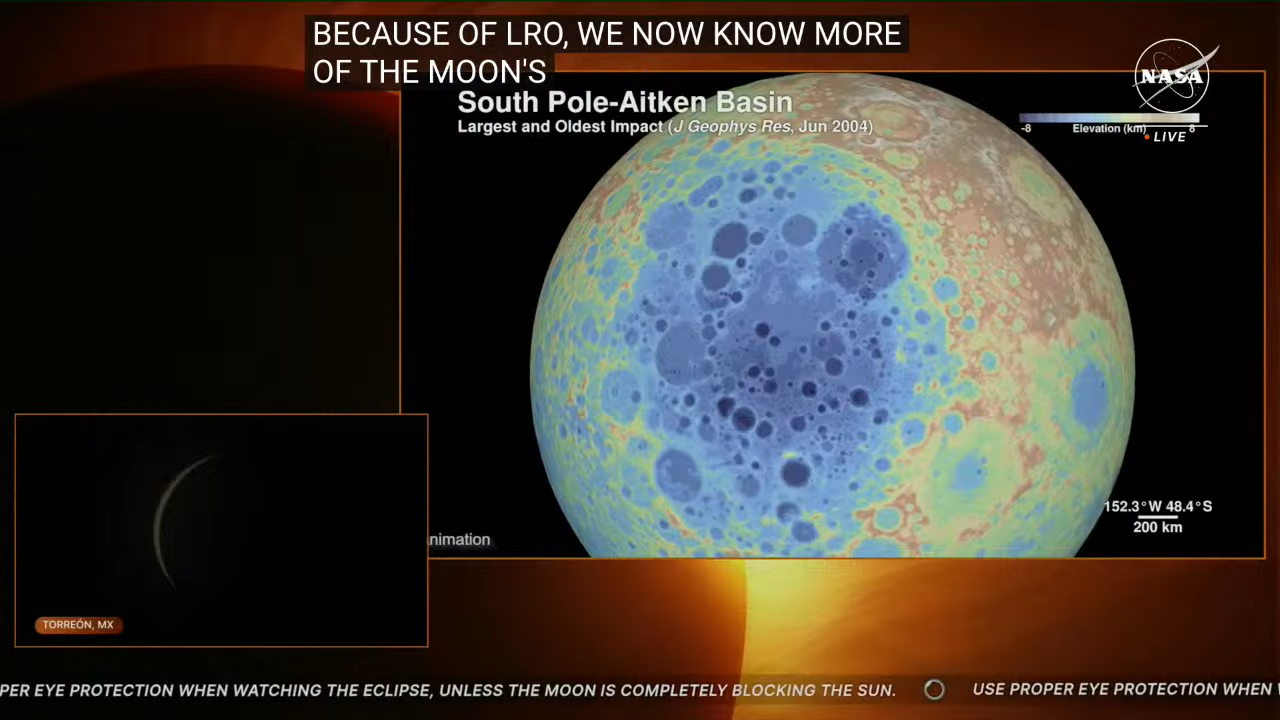 BECAUSE OF LRO, WE NOW KNOW MORE
OF THE MOON'S
South Pole-Aitken Basin
Largest and Oldest Impact (J Geophys Res, Jun 2004)
NASA
-8 Elevation (km) 8
LIVE
152.3°W 48.4°S
200 km
nimation
TORREÓN, MX
PER EYE PROTECTION WHEN WATCHING THE ECLIPSE, UNLESS THE MOON IS COMPLETELY BLOCKING THE SUN. USE PROPER EYE PROTECTION WHEN